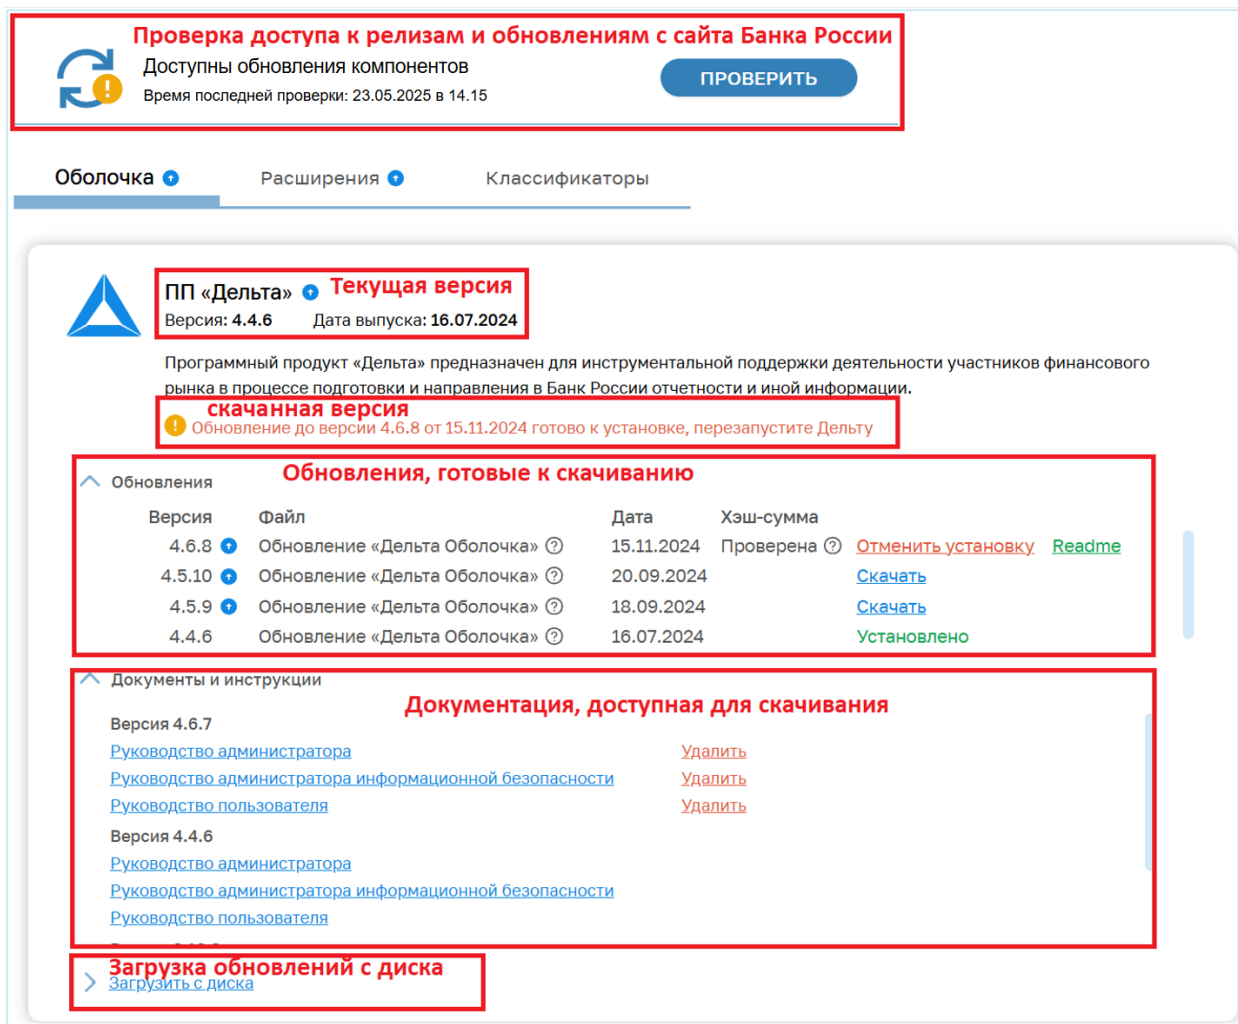 Проверка доступа к релизам и обновлениям с сайта Банка России
Доступны обновления компонентов
ПРОВЕРИТЬ
Время последней проверки: 23.05.2025 в 14.15
Оболочка Расширения Классификаторы
ПП «Дельта» Текущая версия
Версия: 4.4.6 Дата выпуска: 16.07.2024
Программный продукт «Дельта» предназначен для инструментальной поддержки деятельности участников финансового
рынка в процессе подготовки и направления в Банк России отчетности и иной информации.
скачанная версия
Обновление до версии 4.6.8 от 15.11.2024 готово к установке, перезапустите Дельту
Обновления, готовые к скачиванию
Обновления
Версия Файл Дата Хэш-сумма
4.6.8 Обновление «Дельта Оболочка» 15.11.2024 Проверена Отменить установку Readme
4.5.10 Обновление «Дельта Оболочка» 20.09.2024 Скачать
4.5.9 Обновление «Дельта Оболочка» 18.09.2024 Скачать
4.4.6 Обновление «Дельта Оболочка» 16.07.2024 Установлено
Документы и инструкции
Документация, доступная для скачивания
Версия 4.6.7
Руководство администратора Удалить
Руководство администратора информационной безопасности Удалить
Руководство пользователя Удалить
Версия 4.4.6
Руководство администратора
Руководство администратора информационной безопасности
Руководство пользователя
Загрузка обновлений с диска
Загрузить с диска